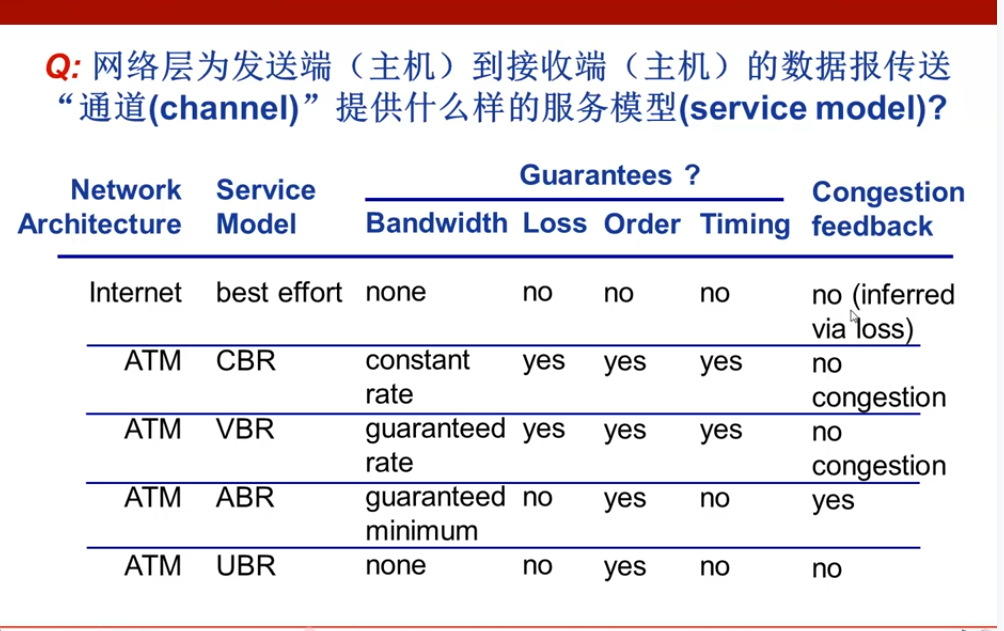 Q: 网络层为发送端（主机）到接收端（主机）的数据报传送
“通道(channel)”提供什么样的服务模型(service model)?
Guarantees ?
Network Architecture Service Model Bandwidth Loss Order Timing Congestion feedback
Internet best effort none no no no no (inferred via loss)
ATM CBR constant rate yes yes yes no congestion
ATM VBR guaranteed rate yes yes yes no congestion
ATM ABR guaranteed minimum no yes no yes
ATM UBR none no yes no no